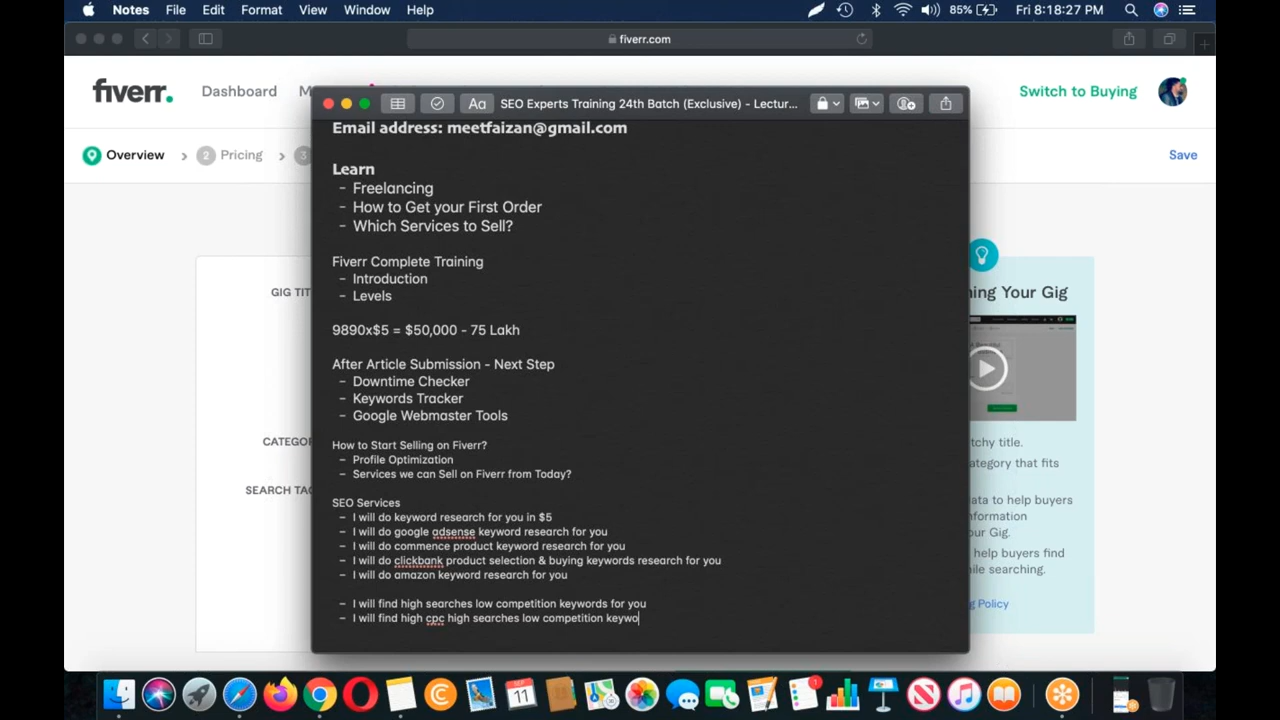 Notes File Edit Format View Window Help 85% Fri 8:18:27 PM
fiverr.com
fiverr. Dashboard M Switch to Buying
SEO Experts Training 24th Batch (Exclusive) - Lectur...
Overview 2 Pricing 3 Save
Email address: meetfaizan@gmail.com
Learn
- Freelancing
- How to Get your First Order
- Which Services to Sell?
Fiverr Complete Training
- Introduction
- Levels
9890x$5 = $50,000 - 75 Lakh
After Article Submission - Next Step
- Downtime Checker
- Keywords Tracker
- Google Webmaster Tools
How to Start Selling on Fiverr?
- Profile Optimization
- Services we can Sell on Fiverr from Today?
SEO Services
- I will do keyword research for you in $5
- I will do google adsense keyword research for you
- I will do commence product keyword research for you
- I will do clickbank product selection & buying keywords research for you
- I will do amazon keyword research for you
- I will find high searches low competition keywords for you
- I will find high cpc high searches low competition keywo
GIG TIT
CATEGO
SEARCH TAG
ning Your Gig
tchy title.
ategory that fits
ata to help buyers
nformation
our Gig.
help buyers find
ile searching.
g Policy
11
1